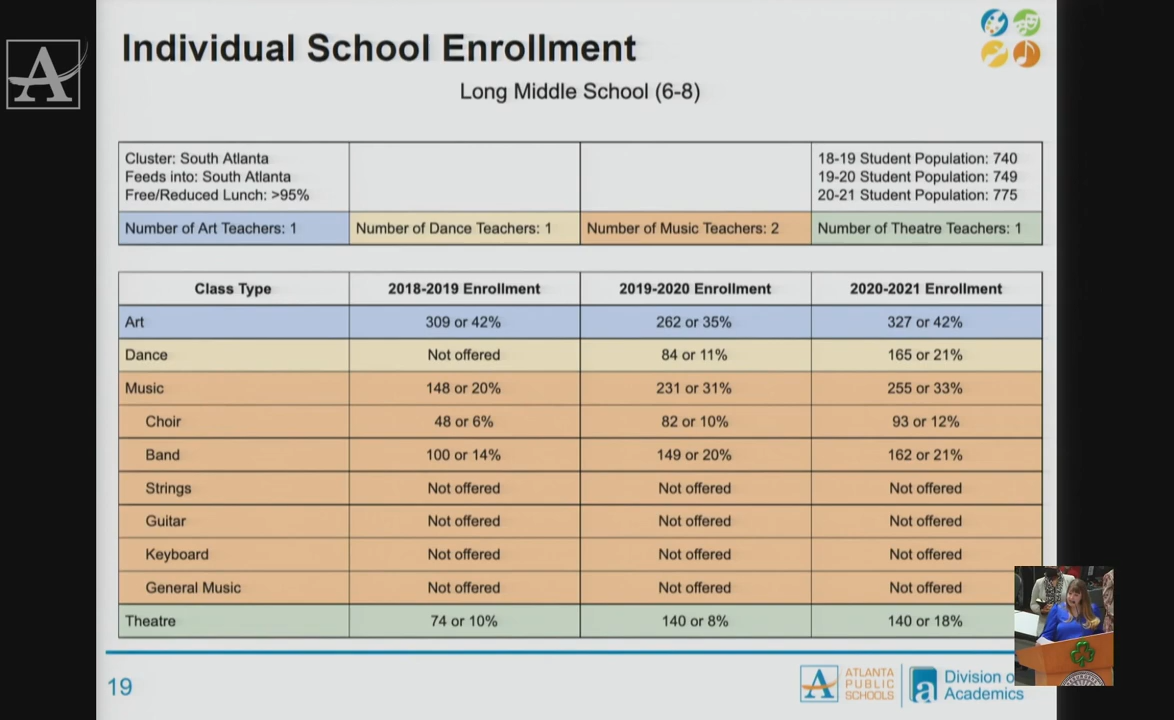 Individual School Enrollment
Long Middle School (6-8)
Cluster: South Atlanta
Feeds into: South Atlanta
Free/Reduced Lunch: >95%
18-19 Student Population: 740
19-20 Student Population: 749
20-21 Student Population: 775
Number of Art Teachers: 1 Number of Dance Teachers: 1 Number of Music Teachers: 2 Number of Theatre Teachers: 1
Class Type 2018-2019 Enrollment 2019-2020 Enrollment 2020-2021 Enrollment
Art 309 or 42% 262 or 35% 327 or 42%
Dance Not offered 84 or 11% 165 or 21%
Music 148 or 20% 231 or 31% 255 or 33%
Choir 48 or 6% 82 or 10% 93 or 12%
Band 100 or 14% 149 or 20% 162 or 21%
Strings Not offered Not offered Not offered
Guitar Not offered Not offered Not offered
Keyboard Not offered Not offered Not offered
General Music Not offered Not offered Not offered
Theatre 74 or 10% 140 or 8% 140 or 18%
19
ATLANTA
PUBLIC
SCHOOLS
Division o
Academics